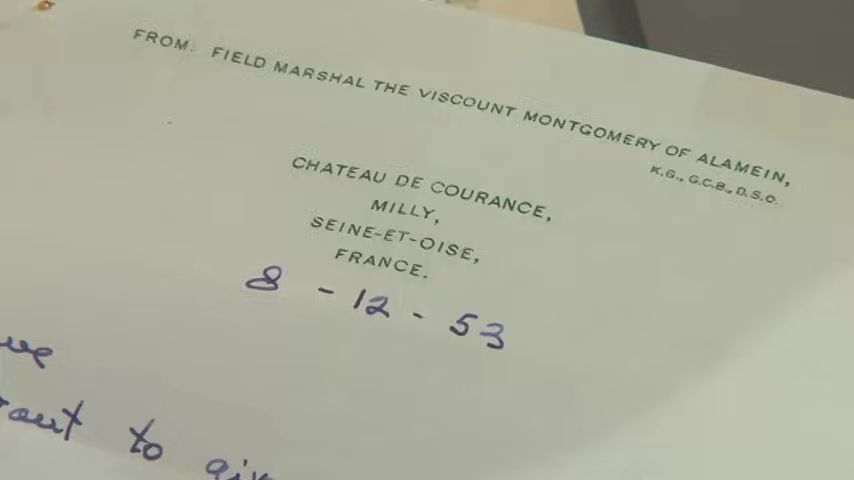 FROM. FIELD MARSHAL THE VISCOUNT MONTGOMERY OF ALAMEIN,
K.G., G.C.B., D.S.O.
CHATEAU DE COURANCE,
MILLY,
SEINE-ET-OISE,
FRANCE.
8 - 12 - 53
to